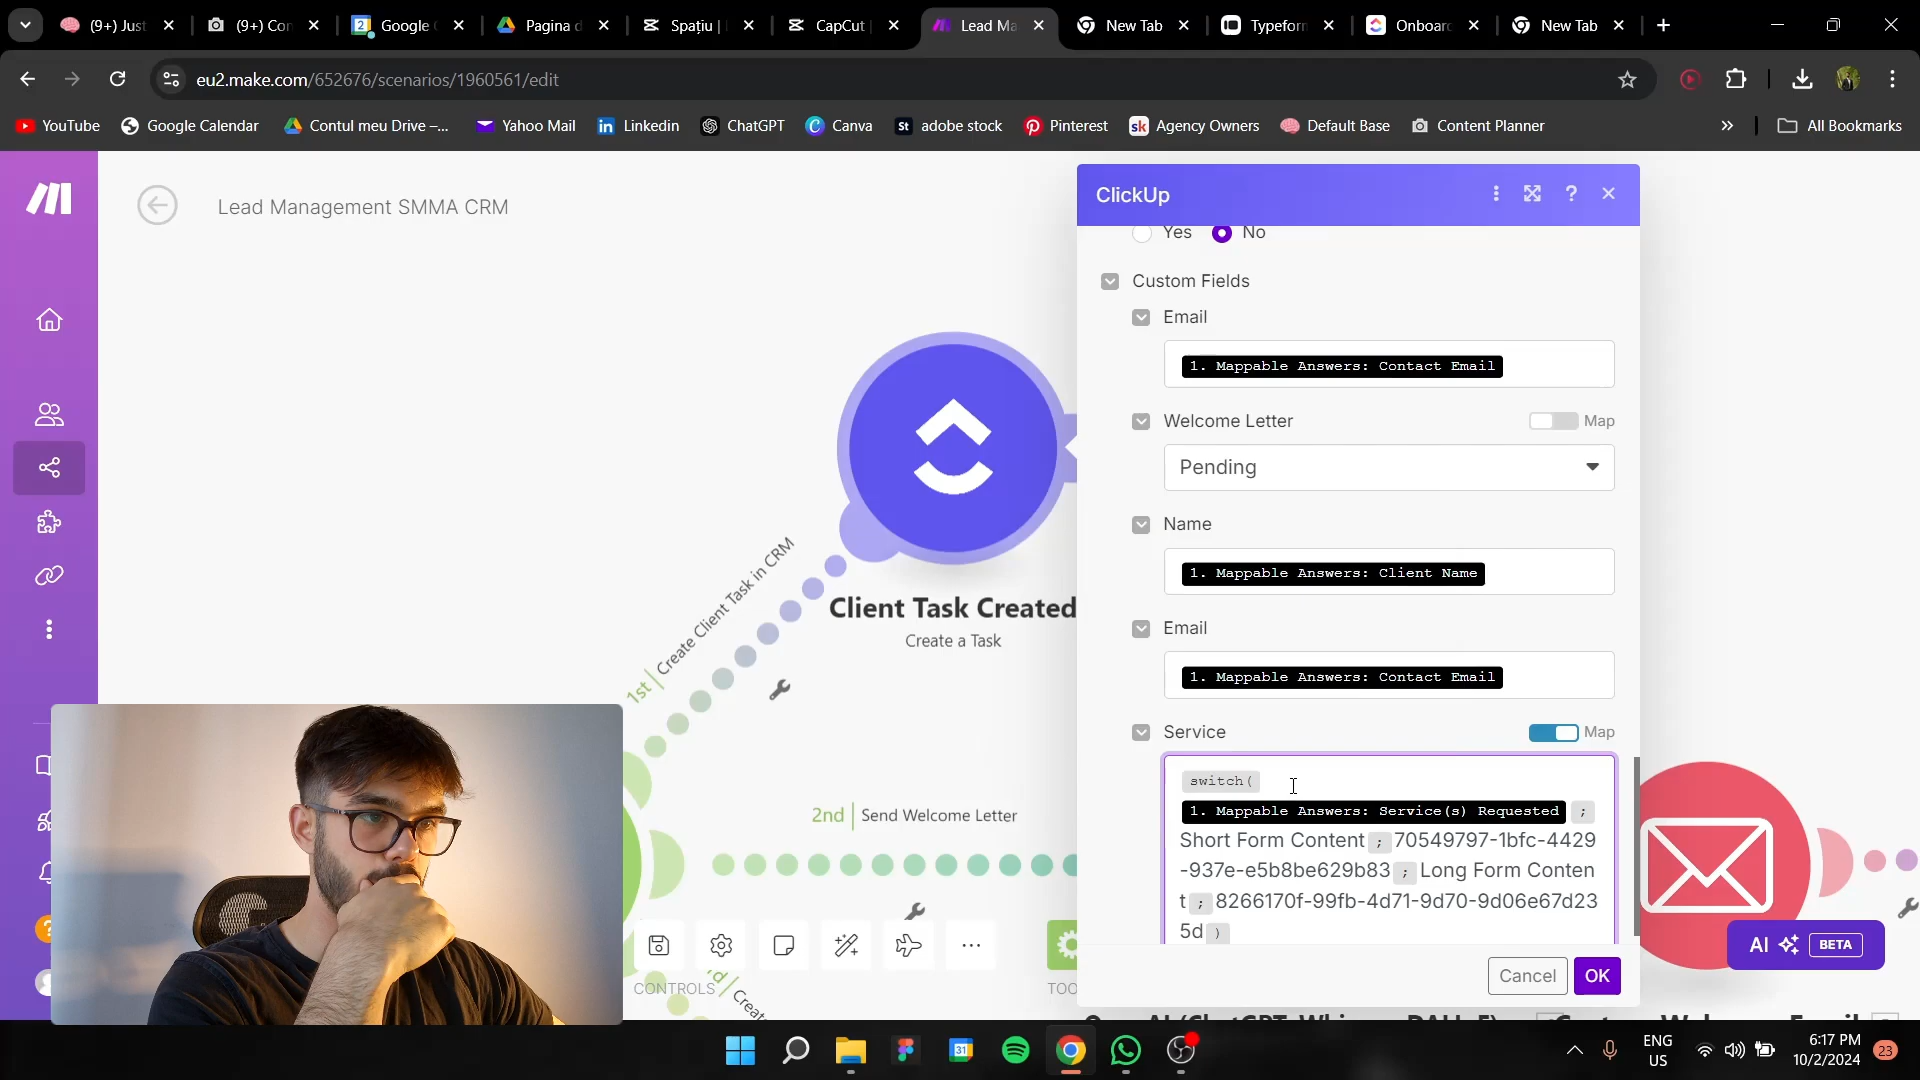 (9+) Just
(9+) Con
Google
Pagina d
Spațiu |
CapCut |
Lead Ma
New Tab
Typeform
Onboard
New Tab
eu2.make.com/652676/scenarios/1960561/edit
YouTube
Google Calendar
Contul meu Drive –...
Yahoo Mail
Linkedin
ChatGPT
Canva
adobe stock
Pinterest
Agency Owners
Default Base
Content Planner
All Bookmarks
Lead Management SMMA CRM
ClickUp
Yes
No
Custom Fields
Email
1. Mappable Answers: Contact Email
Welcome Letter
Map
Pending
Name
1. Mappable Answers: Client Name
Email
1. Mappable Answers: Contact Email
Service
Map
switch(
1. Mappable Answers: Service(s) Requested ;
Short Form Content ; 70549797-1bfc-4429
-937e-e5b8be629b83 ; Long Form Conten
t ; 8266170f-99fb-4d71-9d70-9d06e67d23
5d )
Cancel
OK
1st | Create Client Task in CRM
Client Task Created
Create a Task
2nd | Send Welcome Letter
CONTROLS
AI BETA
ENG
US
6:17 PM
10/2/2024
23